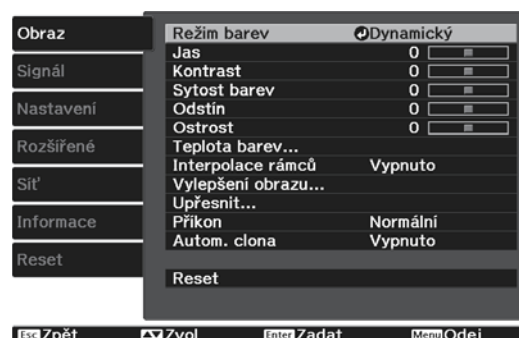 Obraz
Signál
Nastavení
Rozšířené
Síť
Informace
Reset
Režim barev Dynamický
Jas 0
Kontrast 0
Sytost barev 0
Odstín 0
Ostrost 0
Teplota barev...
Interpolace rámců Vypnuto
Vylepšení obrazu...
Upřesnit...
Příkon Normální
Autom. clona Vypnuto
Reset
Esc Zpět Zvol Enter Zadat Menu Odej